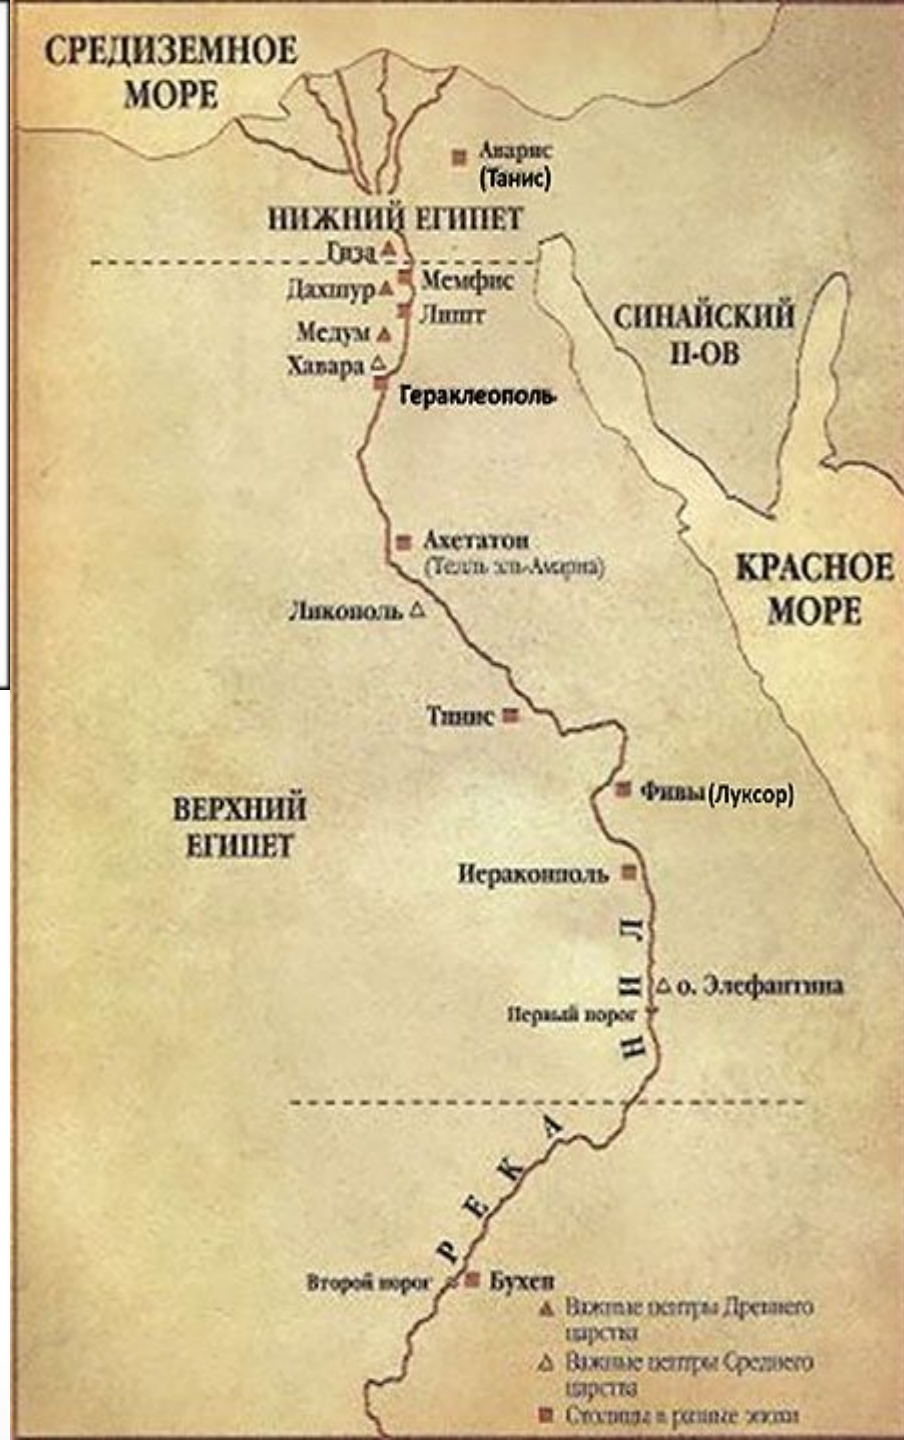 СРЕДИЗЕМНОЕ
МОРЕ
Аварис
(Танис)
НИЖНИЙ ЕГИПЕТ
Гиза
Мемфис
Дахшур
Лишт
Медум
Хавара
Гераклеополь
СИНАЙСКИЙ
П-ОВ
Ахетатон
(Телль эль-Амарна)
КРАСНОЕ
МОРЕ
Ликополь
Тинис
Фивы (Луксор)
ВЕРХНИЙ
ЕГИПЕТ
Иераконполь
о. Элефантина
Первый порог
РЕКА НИЛ
Второй порог
Бухен
Важные центры Древнего
царства
Важные центры Среднего
царства
Столицы в разные эпохи